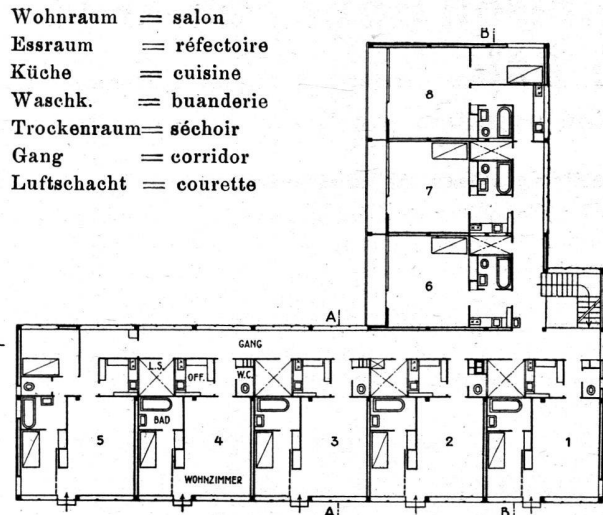 Wohnraum = salon
Essraum = réfectoire
Küche = cuisine
Waschk. = buanderie
Trockenraum = séchoir
Gang = corridor
Luftschacht = courette
B
8
7
6
A
GANG
L.S.
OFF.
W.C.
BAD
5
4
3
2
1
WOHNZIMMER
A
B